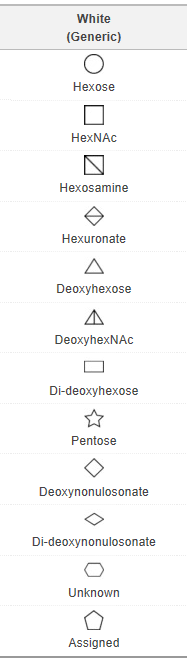 White
(Generic)
Hexose
HexNAc
Hexosamine
Hexuronate
Deoxyhexose
DeoxyhexNAc
Di-deoxyhexose
Pentose
Deoxynonulosonate
Di-deoxynonulosonate
Unknown
Assigned